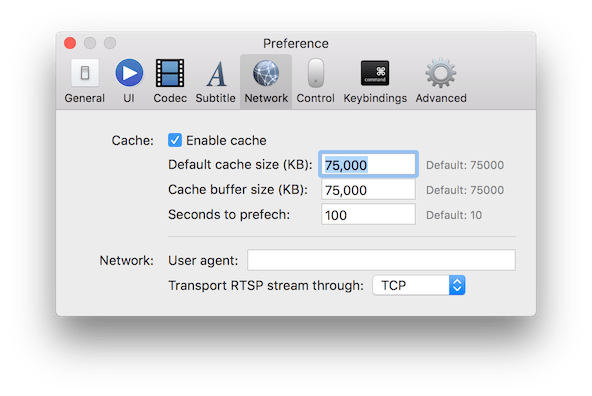 Preference
General UI Codec Subtitle Network Control Keybindings Advanced
⌘
command
Cache: Enable cache
Default cache size (KB): 75,000 Default: 75000
Cache buffer size (KB): 75,000 Default: 75000
Seconds to prefech: 100 Default: 10
Network: User agent:
Transport RTSP stream through: TCP